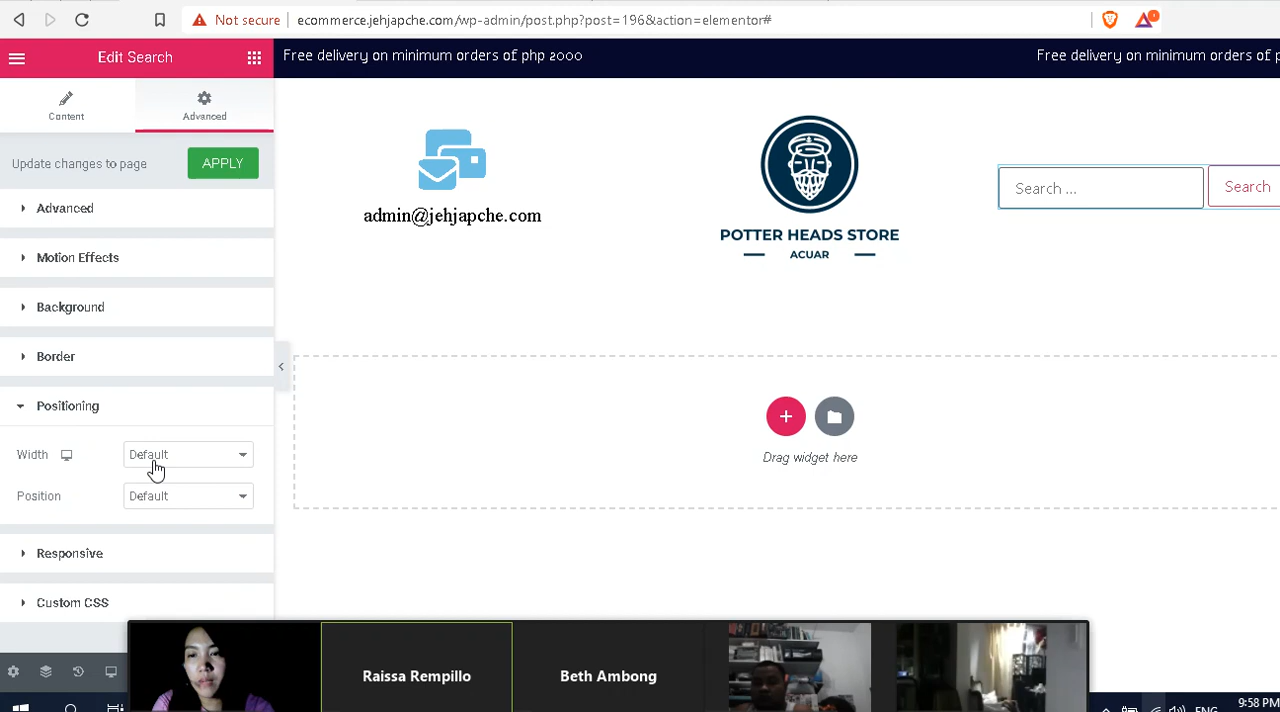 Not secure
ecommerce.jehjapche.com/wp-admin/post.php?post=196&action=elementor#
Edit Search
Free delivery on minimum orders of php 2000
Free delivery on minimum orders of
Content
Advanced
Update changes to page
APPLY
Advanced
Motion Effects
Background
Border
Positioning
Width
Default
Position
Default
Responsive
Custom CSS
admin@jehjapche.com
POTTER HEADS STORE
ACUAR
Search ...
Search
Drag widget here
Raissa Rempillo
Beth Ambong
ENG
9:58 PM